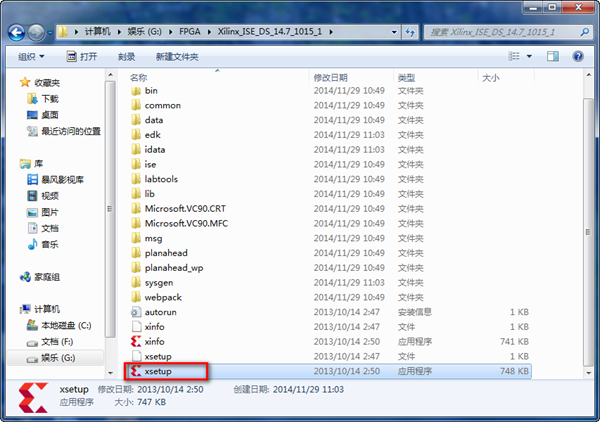 计算机 ▸ 娱乐 (G:) ▸ FPGA ▸ Xilinx_ISE_DS_14.7_1015_1 ▸
搜索 Xilinx_ISE_DS_14.7_1015_1
组织 打开 刻录 新建文件夹
收藏夹
下载
桌面
最近访问的位置
库
暴风影视库
视频
图片
文档
音乐
家庭组
计算机
本地磁盘 (C:)
文档 (F:)
娱乐 (G:)
名称 修改日期 类型 大小
bin 2014/11/29 10:49 文件夹
common 2014/11/29 10:49 文件夹
data 2014/11/29 10:49 文件夹
edk 2014/11/29 11:03 文件夹
idata 2014/11/29 11:03 文件夹
ise 2014/11/29 10:49 文件夹
labtools 2014/11/29 10:49 文件夹
lib 2014/11/29 10:49 文件夹
Microsoft.VC90.CRT 2014/11/29 10:49 文件夹
Microsoft.VC90.MFC 2014/11/29 10:49 文件夹
msg 2014/11/29 10:49 文件夹
planahead 2014/11/29 10:49 文件夹
planahead_wp 2014/11/29 10:49 文件夹
sysgen 2014/11/29 10:49 文件夹
webpack 2014/11/29 10:49 文件夹
autorun 2013/10/14 2:47 安装信息 1 KB
xinfo 2013/10/14 2:47 文件 1 KB
xinfo 2013/10/14 2:50 应用程序 741 KB
xsetup 2013/10/14 2:47 文件 1 KB
xsetup 2013/10/14 2:50 应用程序 748 KB
xsetup 修改日期: 2013/10/14 2:50 创建日期: 2014/11/29 11:03
应用程序 大小: 747 KB